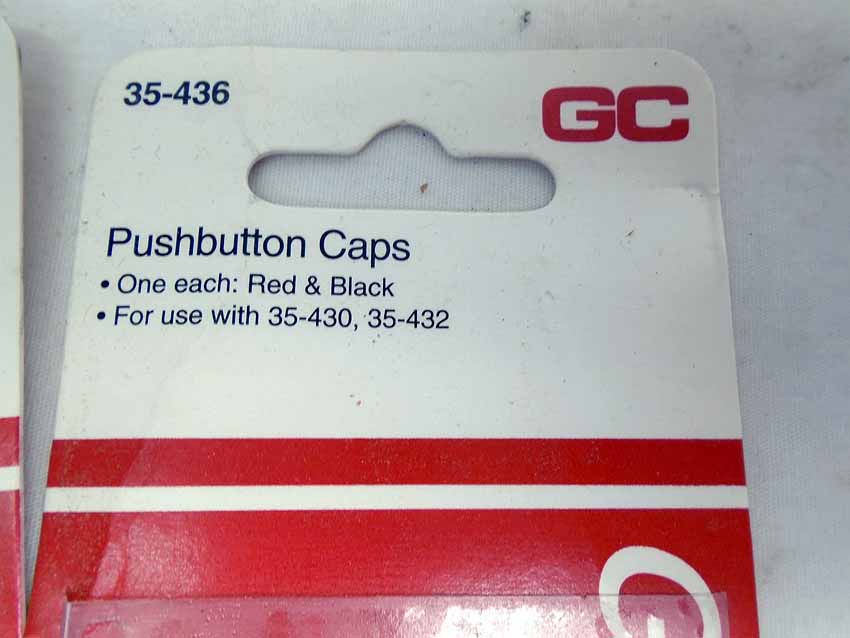 35-436
GC
Pushbutton Caps
• One each: Red & Black
• For use with 35-430, 35-432